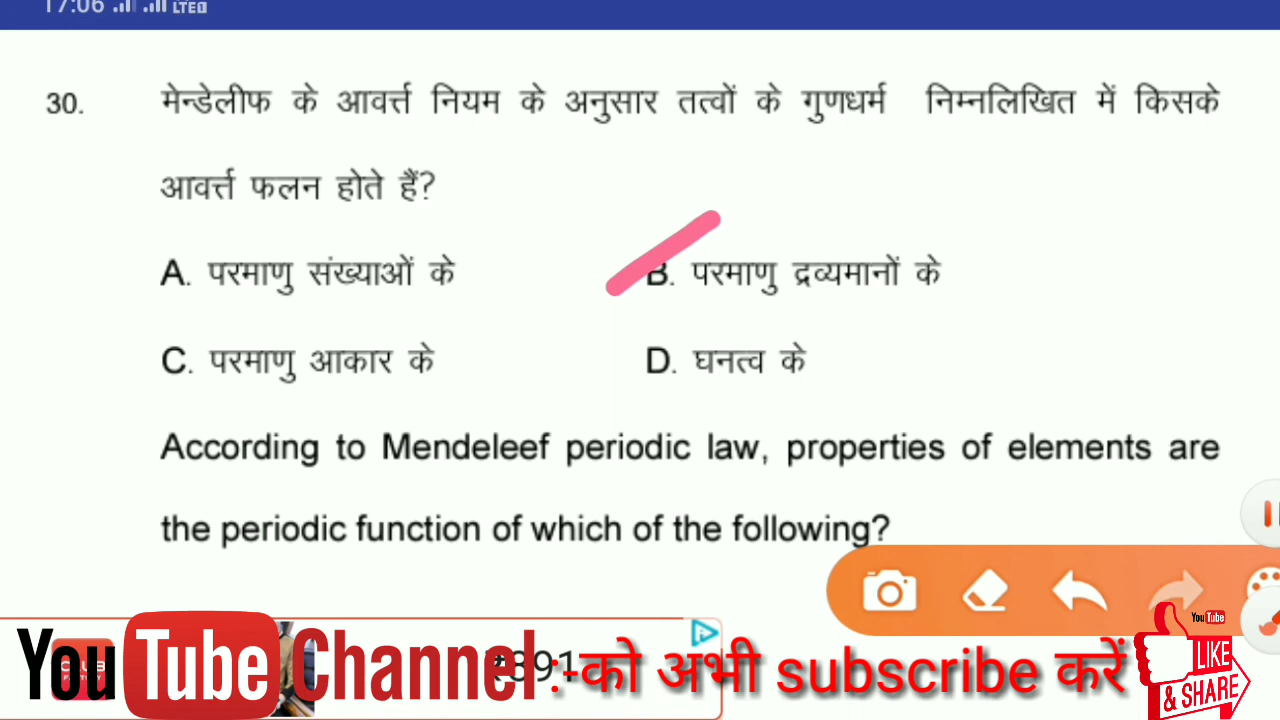 17:06 LTE
30. मेन्डेलीफ के आवर्त्त नियम के अनुसार तत्वों के गुणधर्म निम्नलिखित में किसके
आवर्त्त फलन होते हैं?
A. परमाणु संख्याओं के B. परमाणु द्रव्यमानों के
C. परमाणु आकार के D. घनत्व के
According to Mendeleef periodic law, properties of elements are
the periodic function of which of the following?
YouTube Channel :-को अभी subscribe करें
YouTube
LIKE
& SHARE